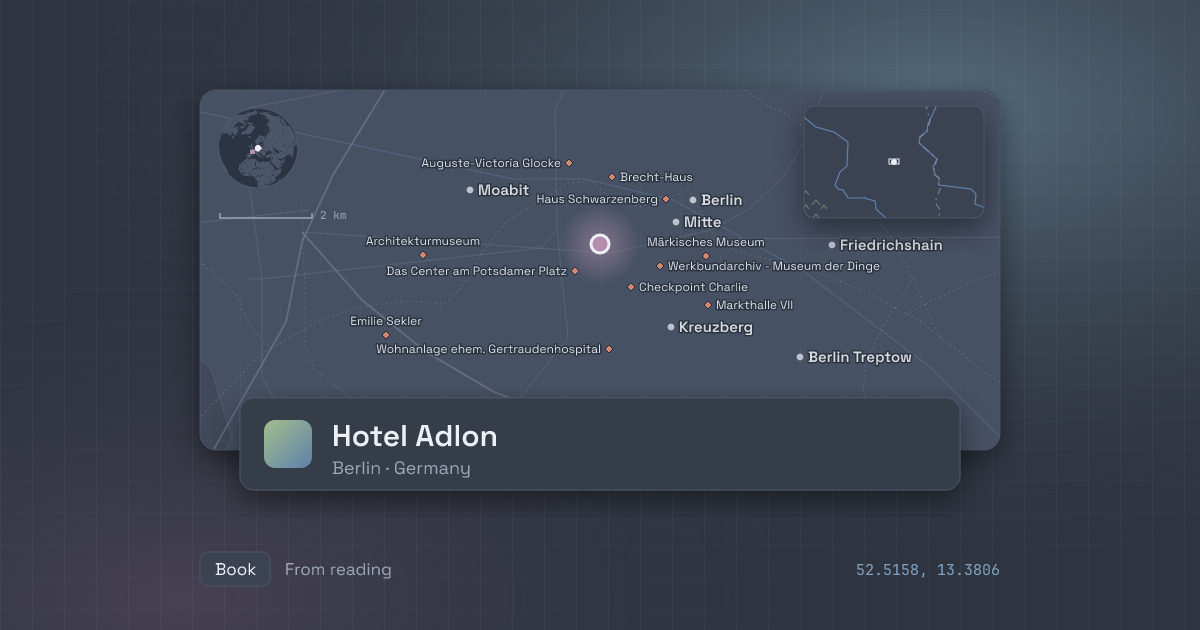 Auguste-Victoria Glocke
Brecht-Haus
Moabit
Haus Schwarzenberg
Berlin
2 km
Mitte
Architekturmuseum
Märkisches Museum
Friedrichshain
Das Center am Potsdamer Platz
Werkbundarchiv - Museum der Dinge
Checkpoint Charlie
Markthalle VII
Emilie Sekler
Kreuzberg
Wohnanlage ehem. Gertraudenhospital
Berlin Treptow
Hotel Adlon
Berlin · Germany
Book
From reading
52.5158, 13.3806